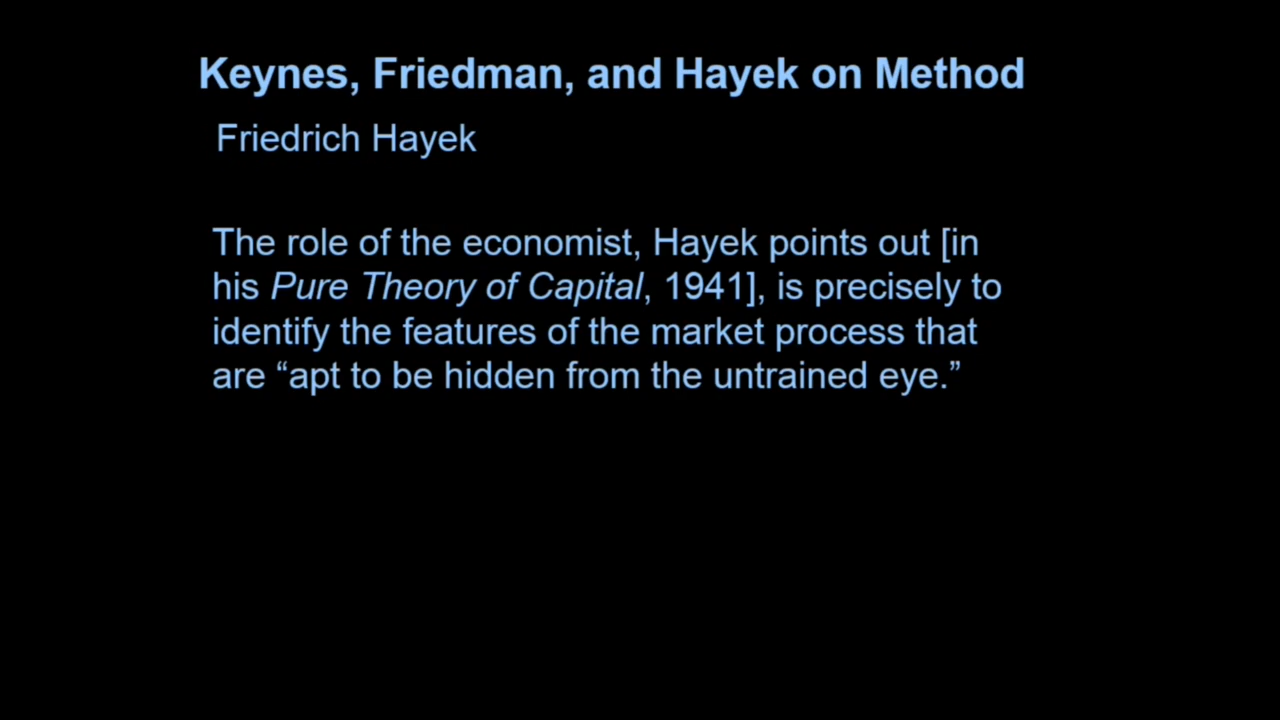 Keynes, Friedman, and Hayek on Method
Friedrich Hayek
The role of the economist, Hayek points out [in
his Pure Theory of Capital, 1941], is precisely to
identify the features of the market process that
are “apt to be hidden from the untrained eye.”